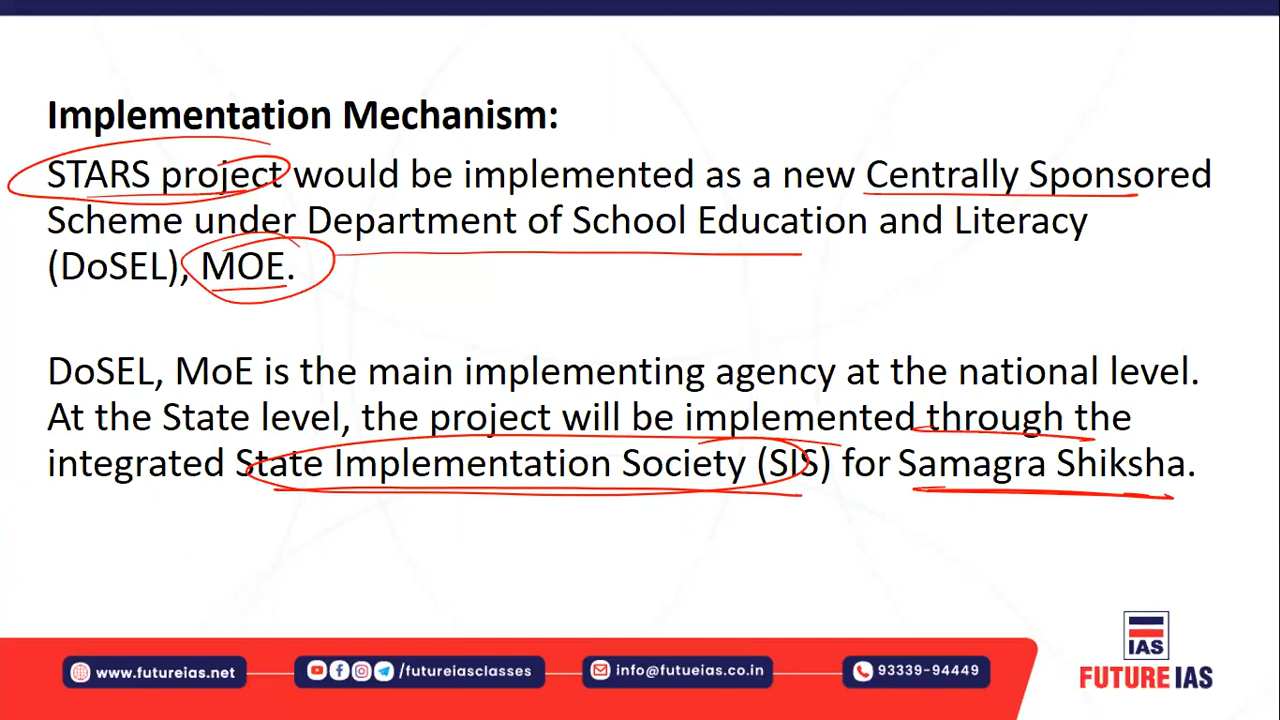 Implementation Mechanism:
STARS project would be implemented as a new Centrally Sponsored
Scheme under Department of School Education and Literacy
(DoSEL), MOE.
DoSEL, MoE is the main implementing agency at the national level.
At the State level, the project will be implemented through the
integrated State Implementation Society (SIS) for Samagra Shiksha.
IAS
www.futureias.net
/futureiasclasses
info@futueias.co.in
93339-94449
FUTURE IAS